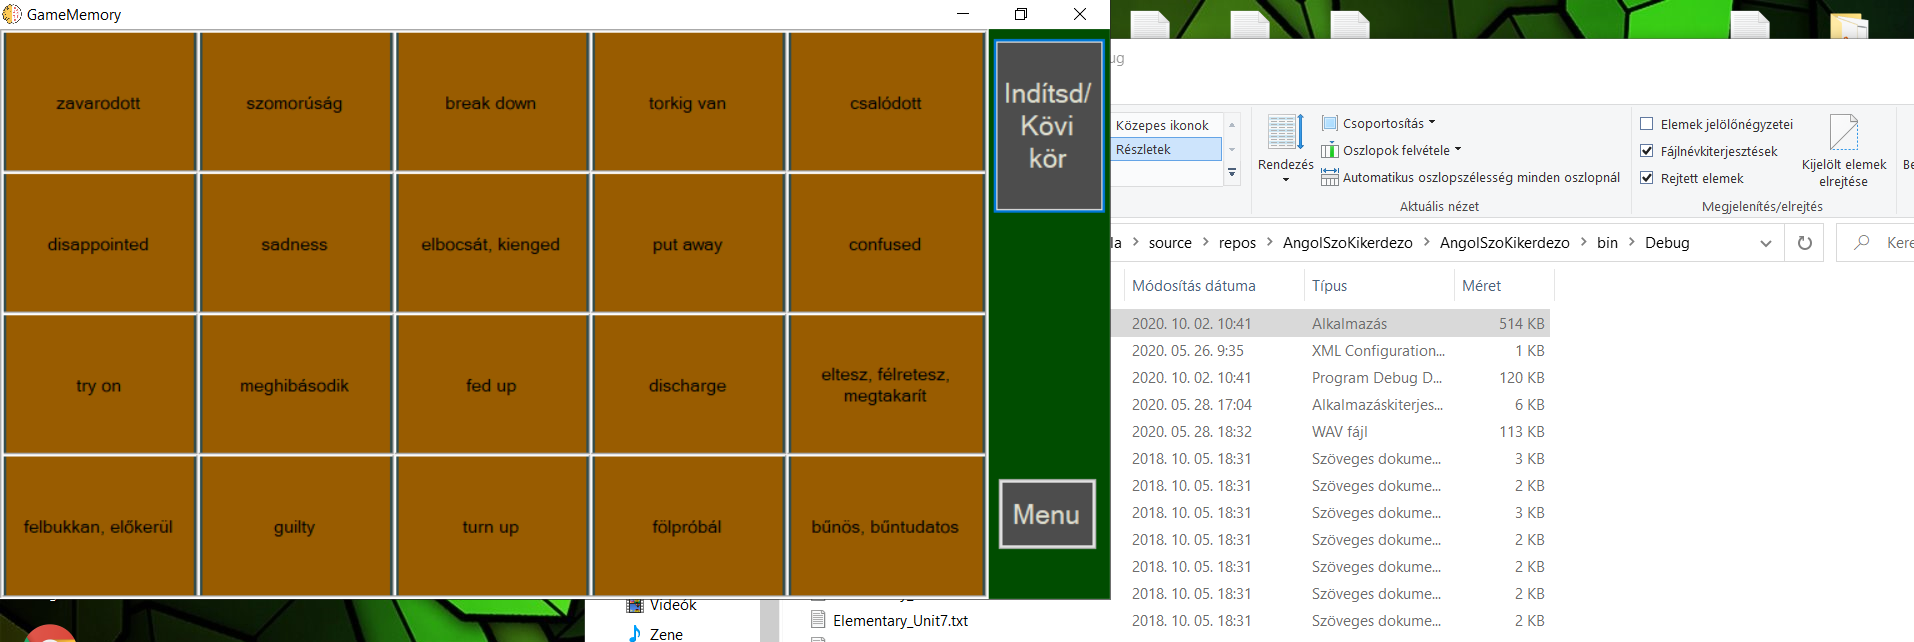 GameMemory
zavarodott
szomorúság
break down
torkig van
csalódott
disappointed
sadness
elbocsát, kienged
put away
confused
try on
meghibásodik
fed up
discharge
eltesz, félretesz,
megtakarít
felbukkan, előkerül
guilty
turn up
fölpróbál
bűnös, bűntudatos
Indítsd/
Kövi
kör
Menu
ug
Közepes ikonok
Részletek
Rendezés
Csoportosítás
Oszlopok felvétele
Automatikus oszlopszélesség minden oszlopnál
Aktuális nézet
Elemek jelölőnégyzetei
Fájlnévkiterjesztések
Rejtett elemek
Kijelölt elemek
elrejtése
Megjelenítés/elrejtés
Be
la > source > repos > AngolSzoKikerdezo > AngolSzoKikerdezo > bin > Debug
Kere
Módosítás dátuma Típus Méret
2020. 10. 02. 10:41 Alkalmazás 514 KB
2020. 05. 26. 9:35 XML Configuration... 1 KB
2020. 10. 02. 10:41 Program Debug D... 120 KB
2020. 05. 28. 17:04 Alkalmazáskiterjes... 6 KB
2020. 05. 28. 18:32 WAV fájl 113 KB
2018. 10. 05. 18:31 Szöveges dokume... 3 KB
2018. 10. 05. 18:31 Szöveges dokume... 2 KB
2018. 10. 05. 18:31 Szöveges dokume... 3 KB
2018. 10. 05. 18:31 Szöveges dokume... 2 KB
2018. 10. 05. 18:31 Szöveges dokume... 2 KB
2018. 10. 05. 18:31 Szöveges dokume... 2 KB
Elementary_Unit7.txt 2018. 10. 05. 18:31 Szöveges dokume... 2 KB
Videók
Zene